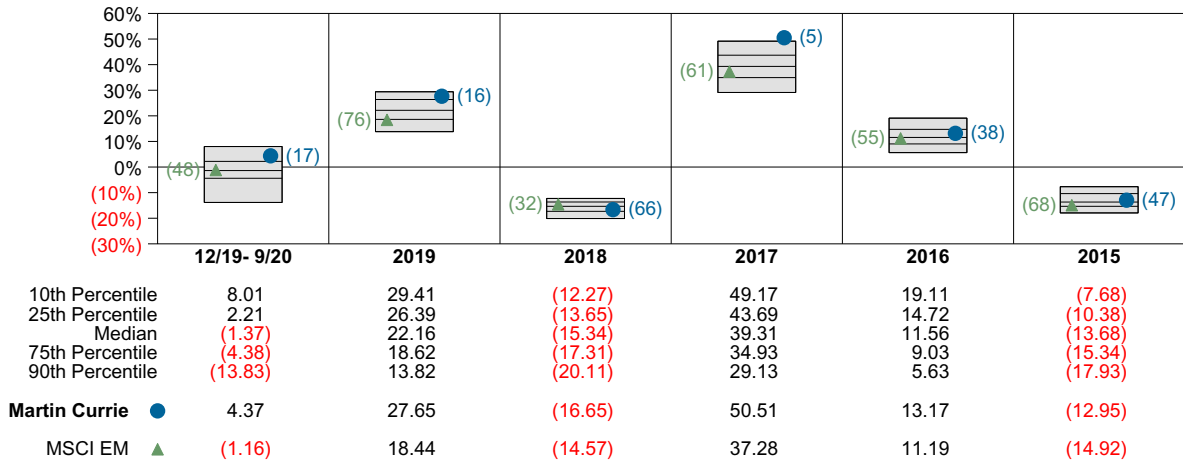 60%
50%
40%
30%
20%
10%
0%
(10%)
(20%)
(30%)
(48)
(17)
(76)
(16)
(32)
(66)
(61)
(5)
(55)
(38)
(68)
(47)
12/19- 9/20 2019 2018 2017 2016 2015
10th Percentile 8.01 29.41 (12.27) 49.17 19.11 (7.68)
25th Percentile 2.21 26.39 (13.65) 43.69 14.72 (10.38)
Median (1.37) 22.16 (15.34) 39.31 11.56 (13.68)
75th Percentile (4.38) 18.62 (17.31) 34.93 9.03 (15.34)
90th Percentile (13.83) 13.82 (20.11) 29.13 5.63 (17.93)
Martin Currie 4.37 27.65 (16.65) 50.51 13.17 (12.95)
MSCI EM (1.16) 18.44 (14.57) 37.28 11.19 (14.92)